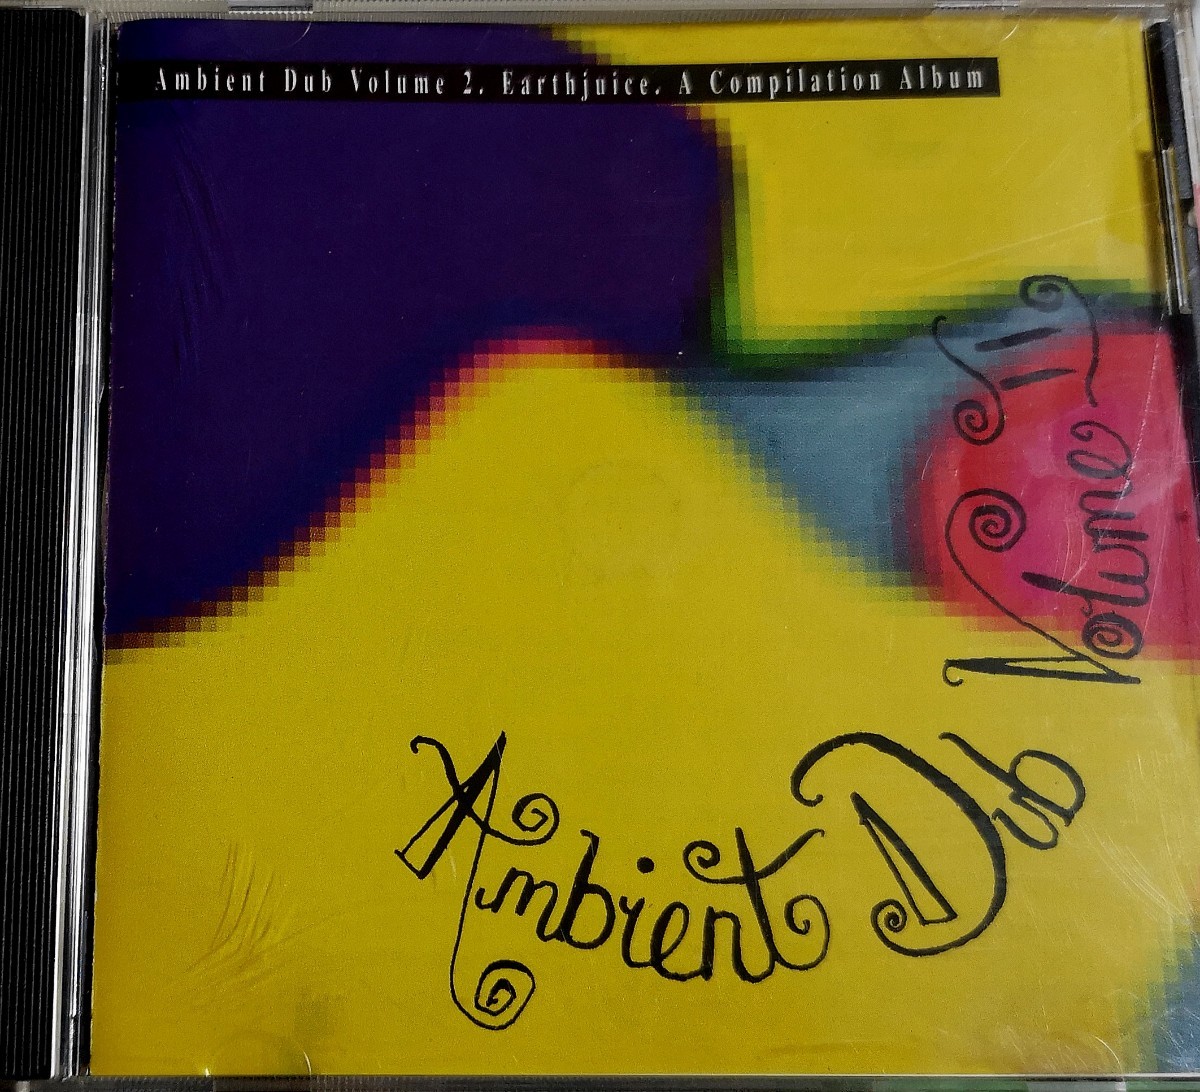 Ambient Dub Volume 2. Earthjuice. A Compilation Album
Ambient Dub
Volume II